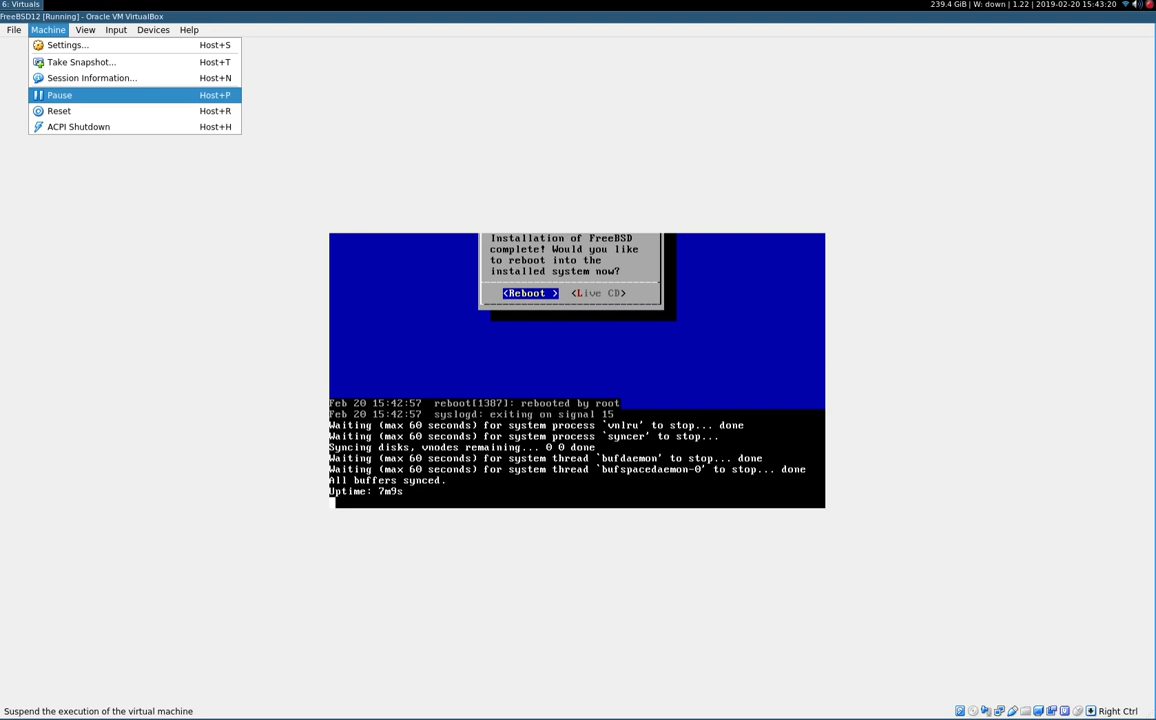 6: Virtuals
239.4 GiB | W: down | 1.22 | 2019-02-20 15:43:20
FreeBSD12 [Running] - Oracle VM VirtualBox
File Machine View Input Devices Help
Settings... Host+S
Take Snapshot... Host+T
Session Information... Host+N
Pause Host+P
Reset Host+R
ACPI Shutdown Host+H
Installation of FreeBSD
complete! Would you like
to reboot into the
installed system now?
<Reboot > <Live CD>
Feb 20 15:42:57 reboot[1387]: rebooted by root
Feb 20 15:42:57 syslogd: exiting on signal 15
Waiting (max 60 seconds) for system process `vnlru' to stop... done
Waiting (max 60 seconds) for system process `syncer' to stop...
Syncing disks, vnodes remaining... 0 0 done
Waiting (max 60 seconds) for system thread `bufdaemon' to stop... done
Waiting (max 60 seconds) for system thread `bufspacedaemon-0' to stop... done
All buffers synced.
Uptime: 7m9s
Suspend the execution of the virtual machine
Right Ctrl